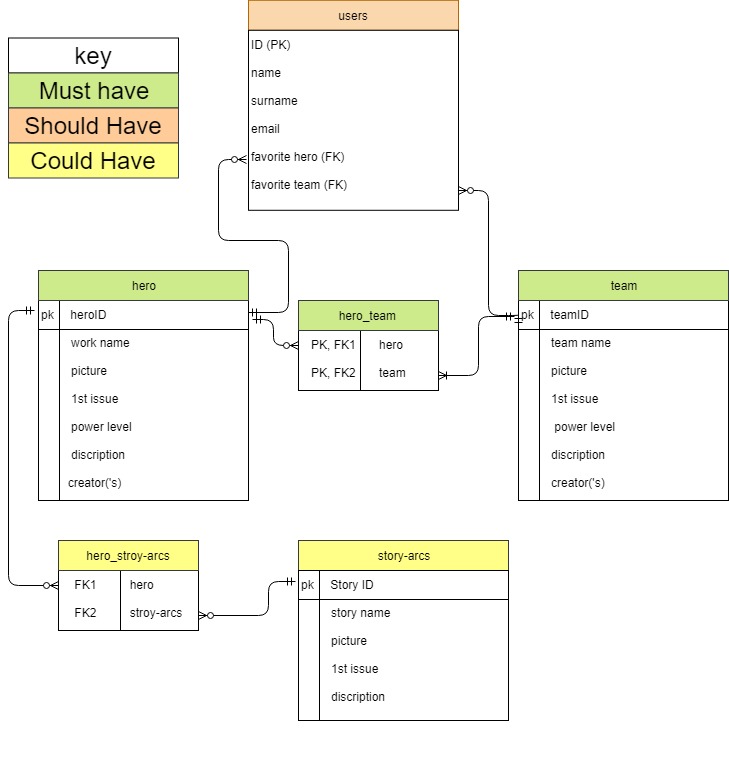 users
ID (PK)
name
surname
email
favorite hero (FK)
favorite team (FK)
key
Must have
Should Have
Could Have
hero
pk heroID
work name
picture
1st issue
power level
discription
creator('s)
hero_team
PK, FK1 hero
PK, FK2 team
team
pk teamID
team name
picture
1st issue
power level
discription
creator('s)
hero_stroy-arcs
FK1 hero
FK2 stroy-arcs
story-arcs
pk Story ID
story name
picture
1st issue
discription